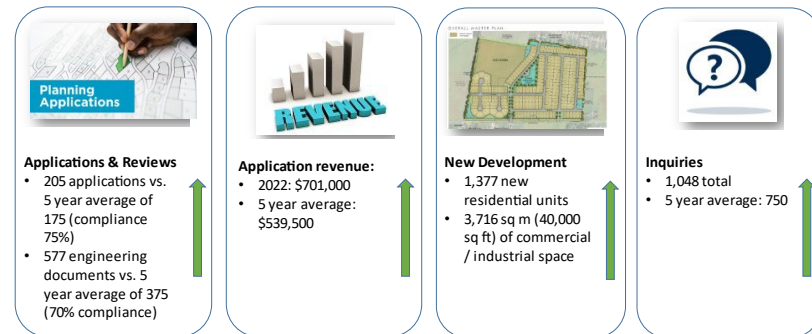 Planning
Applications
Applications & Reviews
• 205 applications vs.
5 year average of
175 (compliance
75%)
• 577 engineering
documents vs. 5
year average of 375
(70% compliance)
REVENUE
Application revenue:
• 2022: $701,000
• 5 year average:
$539,500
OVERALL MASTER PLAN
New Development
• 1,377 new
residential units
• 3,716 sq m (40,000
sq ft) of commercial
/ industrial space
?
Inquiries
• 1,048 total
• 5 year average: 750